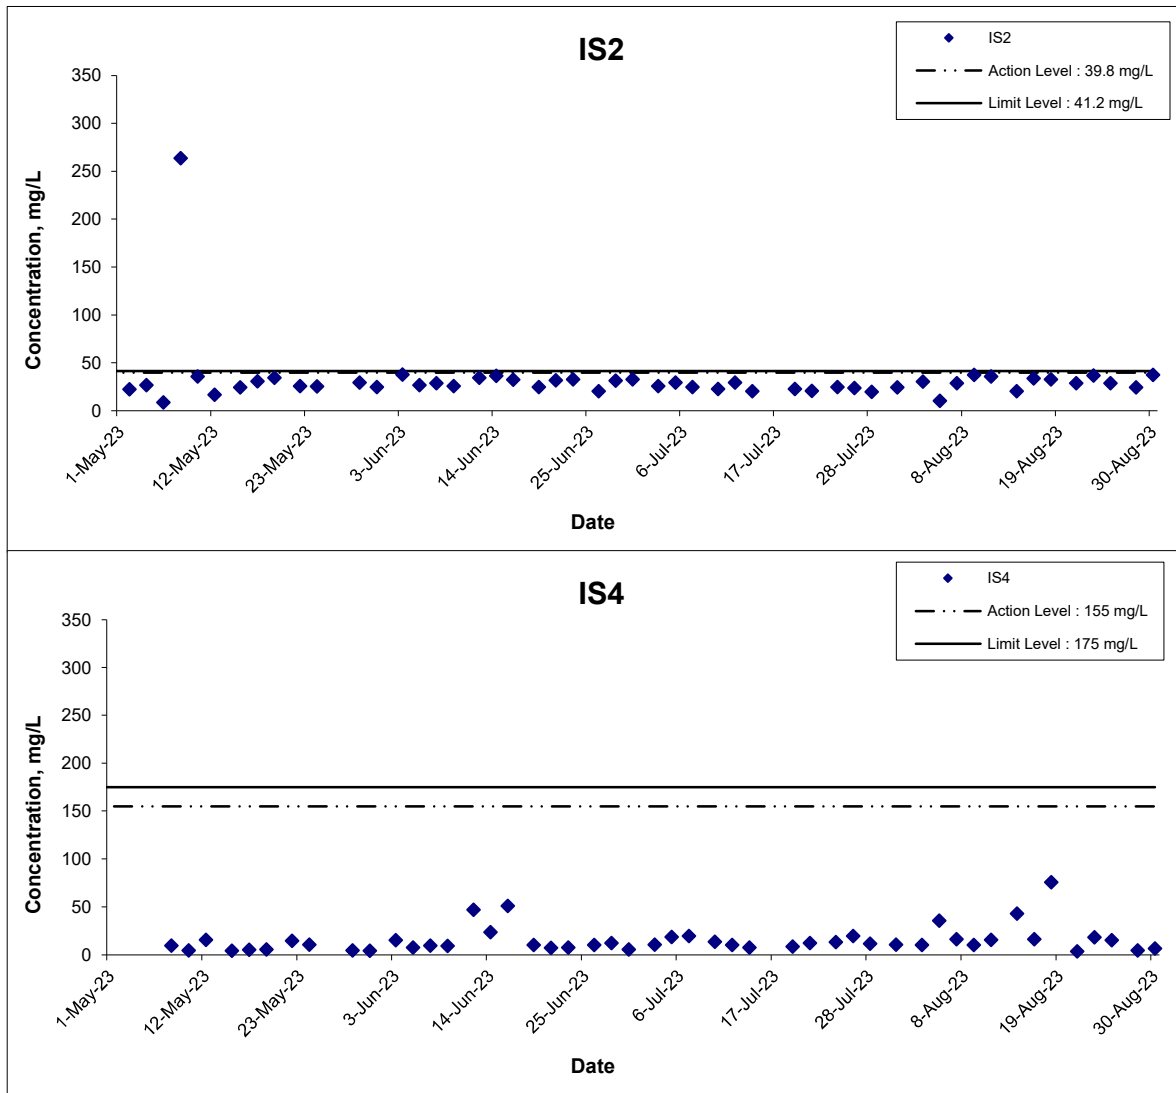 IS2
IS2
Action Level : 39.8 mg/L
Limit Level : 41.2 mg/L
350
300
250
200
150
100
50
0
Concentration, mg/L
1-May-23
12-May-23
23-May-23
3-Jun-23
14-Jun-23
25-Jun-23
6-Jul-23
17-Jul-23
28-Jul-23
8-Aug-23
19-Aug-23
30-Aug-23
Date
IS4
IS4
Action Level : 155 mg/L
Limit Level : 175 mg/L
350
300
250
200
150
100
50
0
Concentration, mg/L
1-May-23
12-May-23
23-May-23
3-Jun-23
14-Jun-23
25-Jun-23
6-Jul-23
17-Jul-23
28-Jul-23
8-Aug-23
19-Aug-23
30-Aug-23
Date